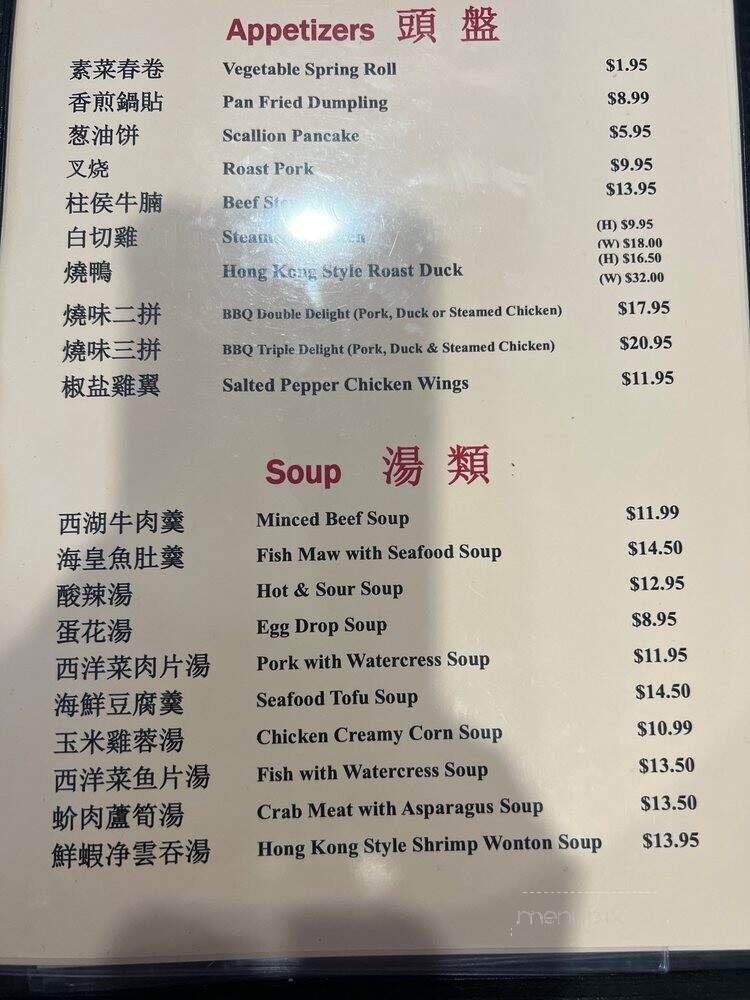 Appetizers 頭 盤
素菜春卷 Vegetable Spring Roll $1.95
香煎鍋貼 Pan Fried Dumpling $8.99
葱油饼 Scallion Pancake $5.95
叉烧 Roast Pork $9.95
柱侯牛腩 Beef $13.95
白切雞 (H) $9.95
(W) $18.00
燒鴨 Hong Kong Style Roast Duck (H) $16.50
(W) $32.00
燒味二拼 BBQ Double Delight (Pork, Duck or Steamed Chicken) $17.95
燒味三拼 BBQ Triple Delight (Pork, Duck & Steamed Chicken) $20.95
椒盐雞翼 Salted Pepper Chicken Wings $11.95
Soup 湯 類
西湖牛肉羹 Minced Beef Soup $11.99
海皇魚肚羹 Fish Maw with Seafood Soup $14.50
酸辣湯 Hot & Sour Soup $12.95
蛋花湯 Egg Drop Soup $8.95
西洋菜肉片湯 Pork with Watercress Soup $11.95
海鮮豆腐羹 Seafood Tofu Soup $14.50
玉米雞蓉湯 Chicken Creamy Corn Soup $10.99
西洋菜鱼片湯 Fish with Watercress Soup $13.50
蚧肉蘆筍湯 Crab Meat with Asparagus Soup $13.50
鮮蝦净雲吞湯 Hong Kong Style Shrimp Wonton Soup $13.95